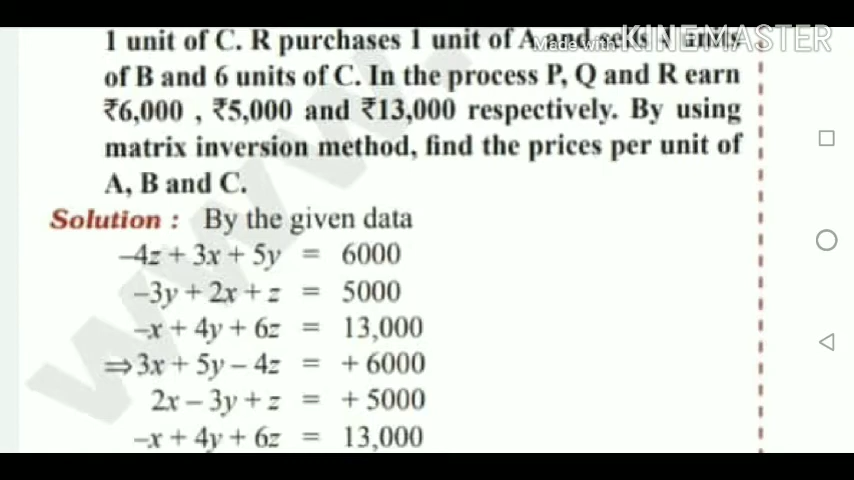 1 unit of C. R purchases 1 unit of A and
Made with KINEMASTER
of B and 6 units of C. In the process P, Q and R earn
₹6,000 , ₹5,000 and ₹13,000 respectively. By using
matrix inversion method, find the prices per unit of
A, B and C.
Solution : By the given data
–4z + 3x + 5y = 6000
–3y + 2x + z = 5000
–x + 4y + 6z = 13,000
⇒ 3x + 5y – 4z = + 6000
2x – 3y + z = + 5000
–x + 4y + 6z = 13,000
www.